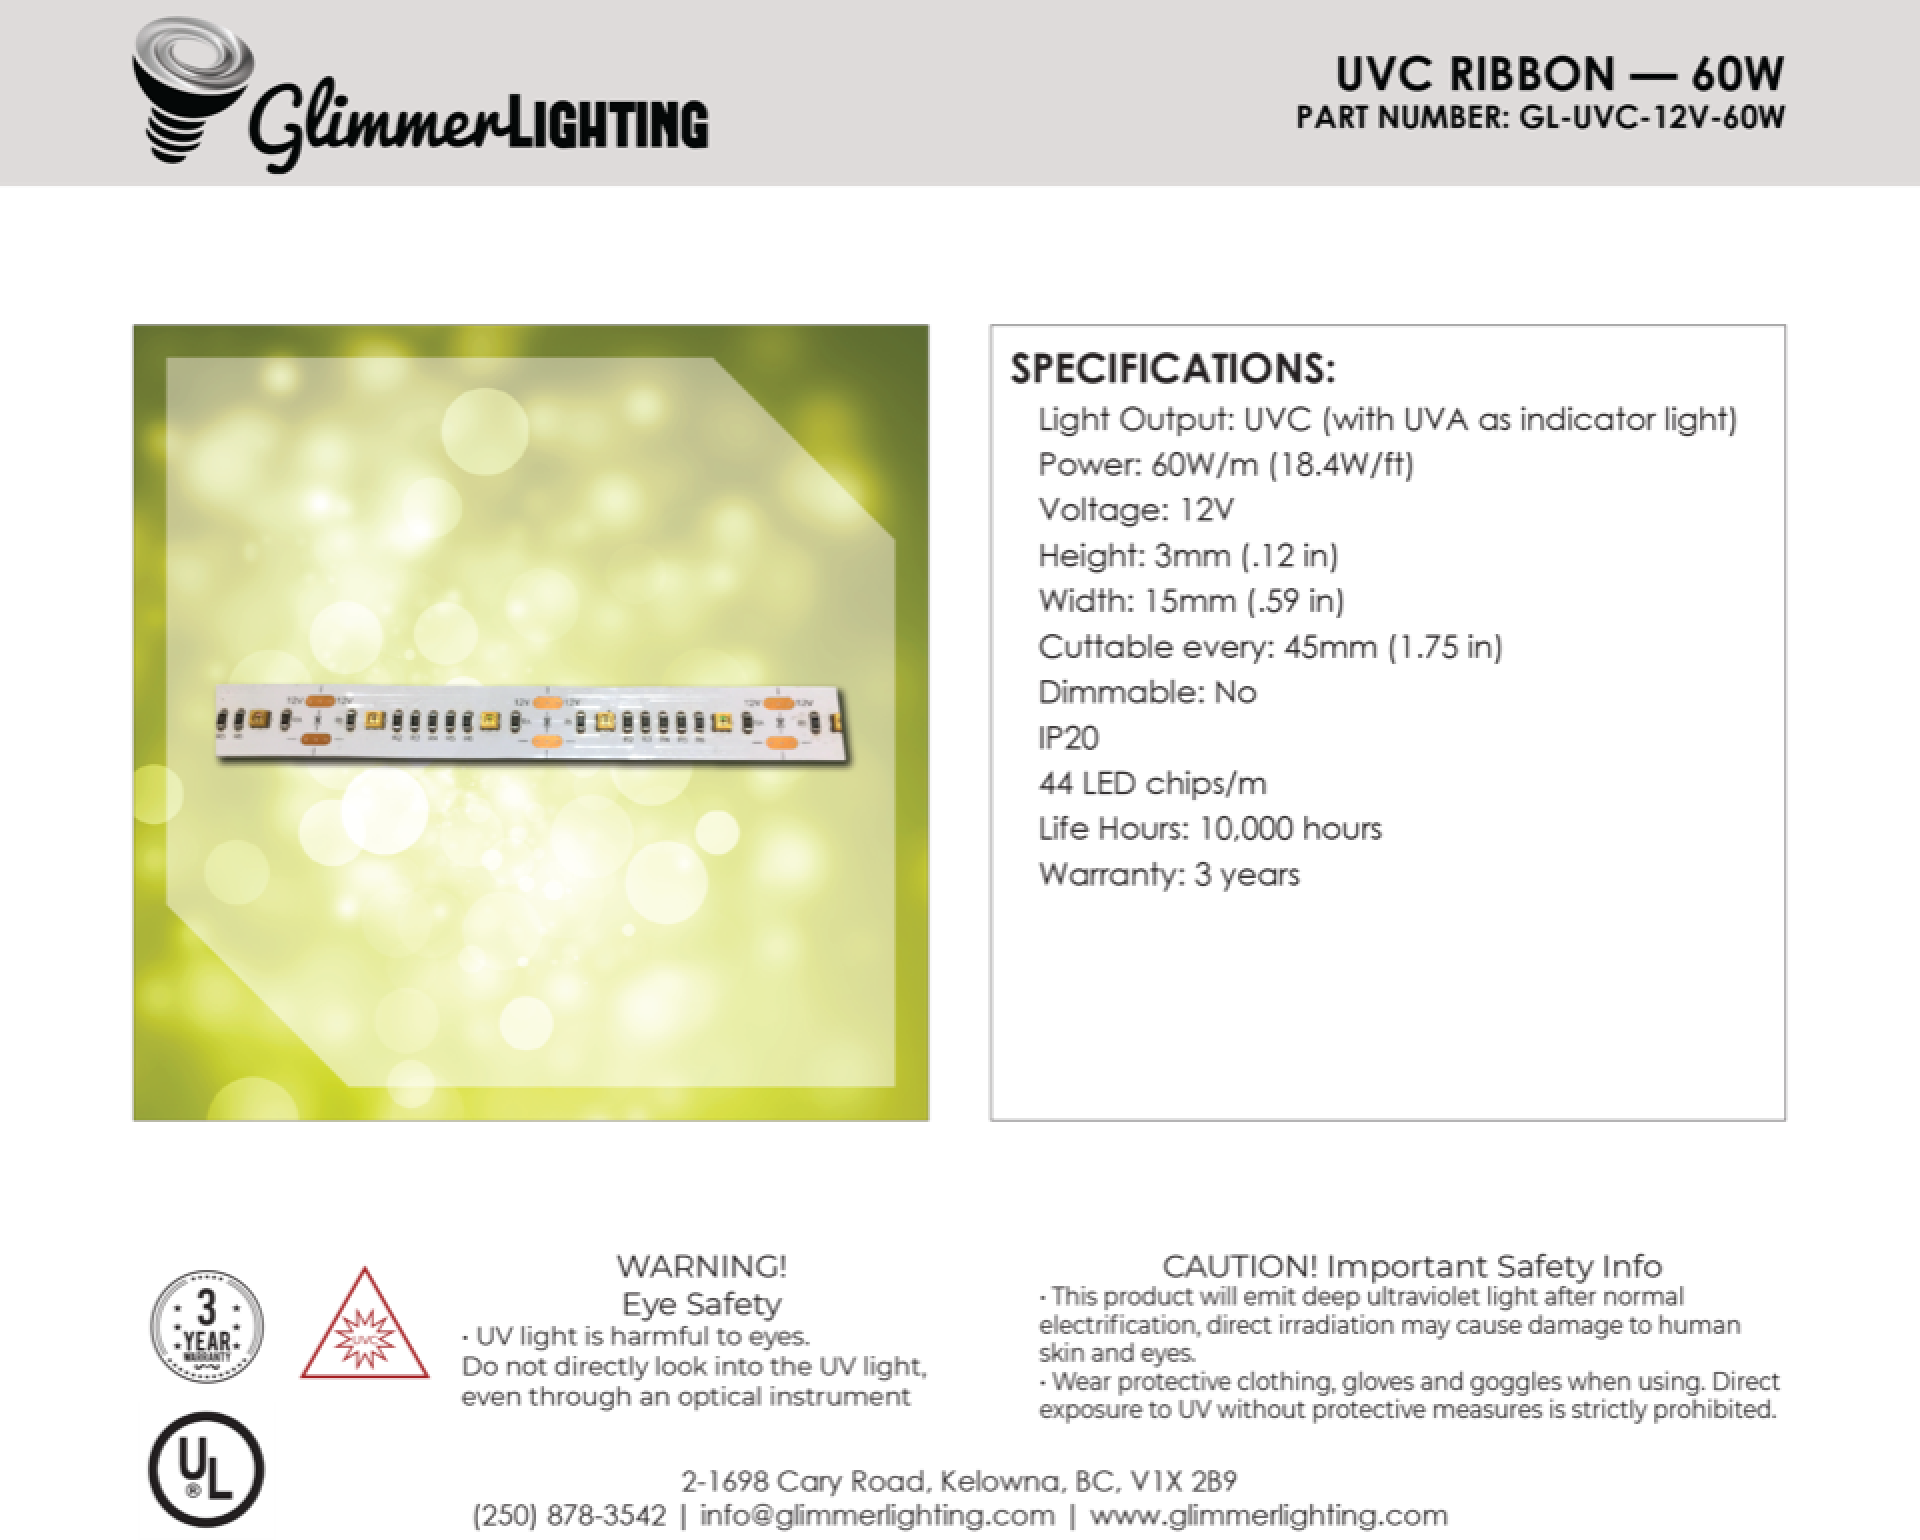 GlimmerLIGHTING
UVC RIBBON — 60W
PART NUMBER: GL-UVC-12V-60W
SPECIFICATIONS:
Light Output: UVC (with UVA as indicator light)
Power: 60W/m (18.4W/ft)
Voltage: 12V
Height: 3mm (.12 in)
Width: 15mm (.59 in)
Cuttable every: 45mm (1.75 in)
Dimmable: No
IP20
44 LED chips/m
Life Hours: 10,000 hours
Warranty: 3 years
12V 12V 12V 12V 12V 12V
3
YEAR
WARRANTY
UVC
WARNING!
Eye Safety
· UV light is harmful to eyes.
Do not directly look into the UV light,
even through an optical instrument
CAUTION! Important Safety Info
· This product will emit deep ultraviolet light after normal
electrification, direct irradiation may cause damage to human
skin and eyes.
· Wear protective clothing, gloves and goggles when using. Direct
exposure to UV without protective measures is strictly prohibited.
UL
®
2-1698 Cary Road, Kelowna, BC, V1X 2B9
(250) 878-3542 | info@glimmerlighting.com | www.glimmerlighting.com